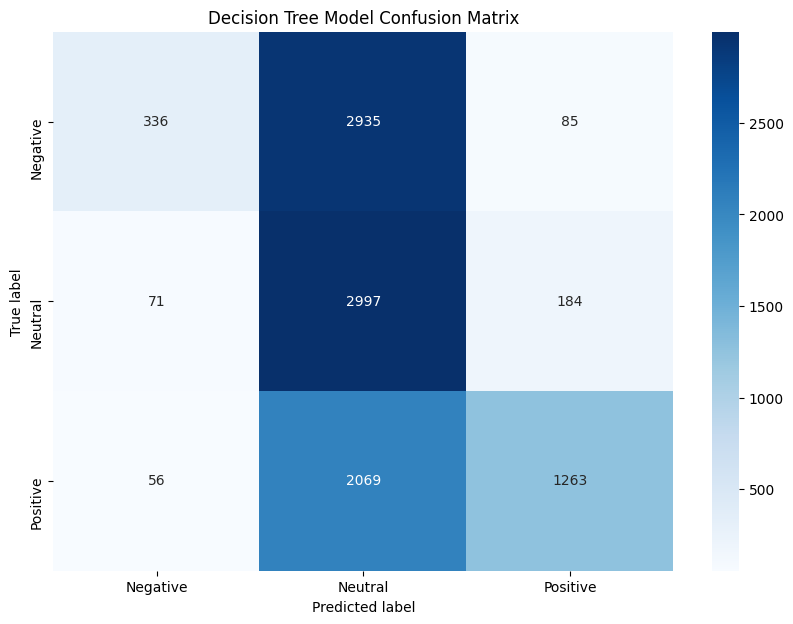 Decision Tree Model Confusion Matrix
True label
Negative
336
2935
85
Neutral
71
2997
184
Positive
56
2069
1263
Negative
Neutral
Positive
Predicted label
2500
2000
1500
1000
500